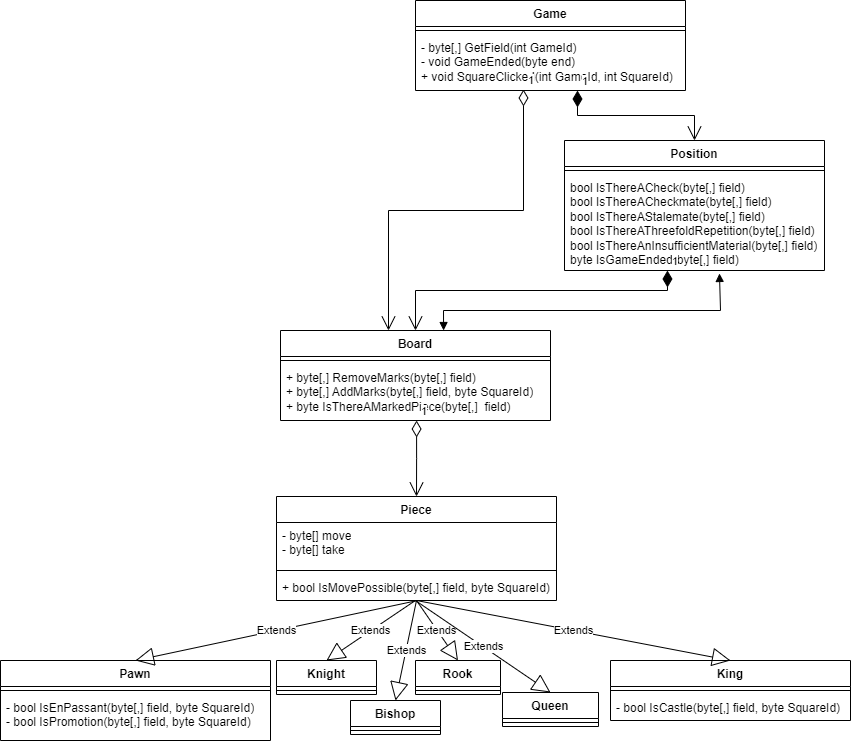 Game
- byte[,] GetField(int GameId)
- void GameEnded(byte end)
+ void SquareClicked(int GameId, int SquareId)
1
1
Position
bool IsThereACheck(byte[,] field)
bool IsThereACheckmate(byte[,] field)
bool IsThereAStalemate(byte[,] field)
bool IsThereAThreefoldRepetition(byte[,] field)
bool IsThereAnInsufficientMaterial(byte[,] field)
byte IsGameEnded(byte[,] field)
1
Board
+ byte[,] RemoveMarks(byte[,] field)
+ byte[,] AddMarks(byte[,] field, byte SquareId)
+ byte IsThereAMarkedPiece(byte[,] field)
1
Piece
- byte[] move
- byte[] take
+ bool IsMovePossible(byte[,] field, byte SquareId)
Extends
Extends
Extends
Extends
Extends
Extends
Pawn
- bool IsEnPassant(byte[,] field, byte SquareId)
- bool IsPromotion(byte[,] field, byte SquareId)
Knight
Bishop
Rook
Queen
King
- bool IsCastle(byte[,] field, byte SquareId)